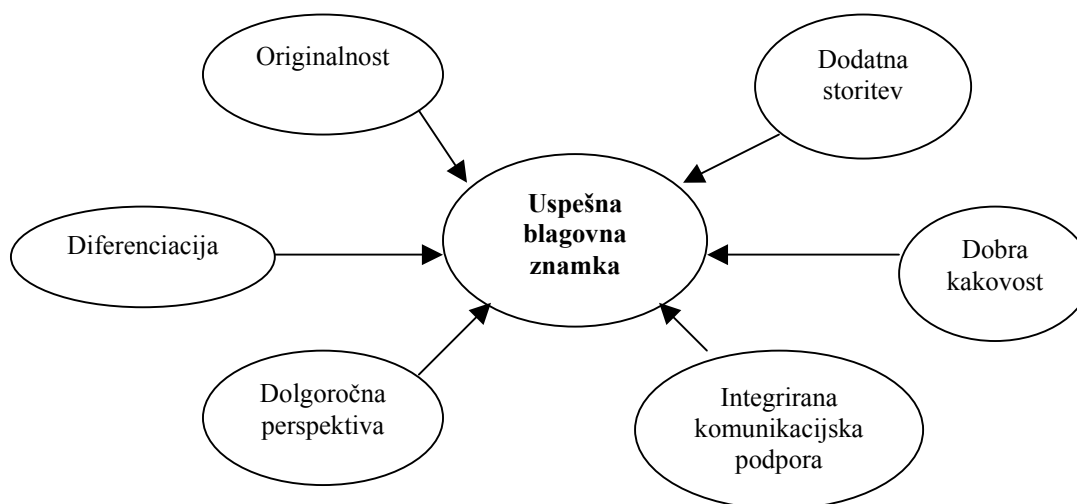 Originalnost
Dodatna
storitev
Uspešna
blagovna
znamka
Diferenciacija
Dobra
kakovost
Dolgoročna
perspektiva
Integrirana
komunikacijska
podpora